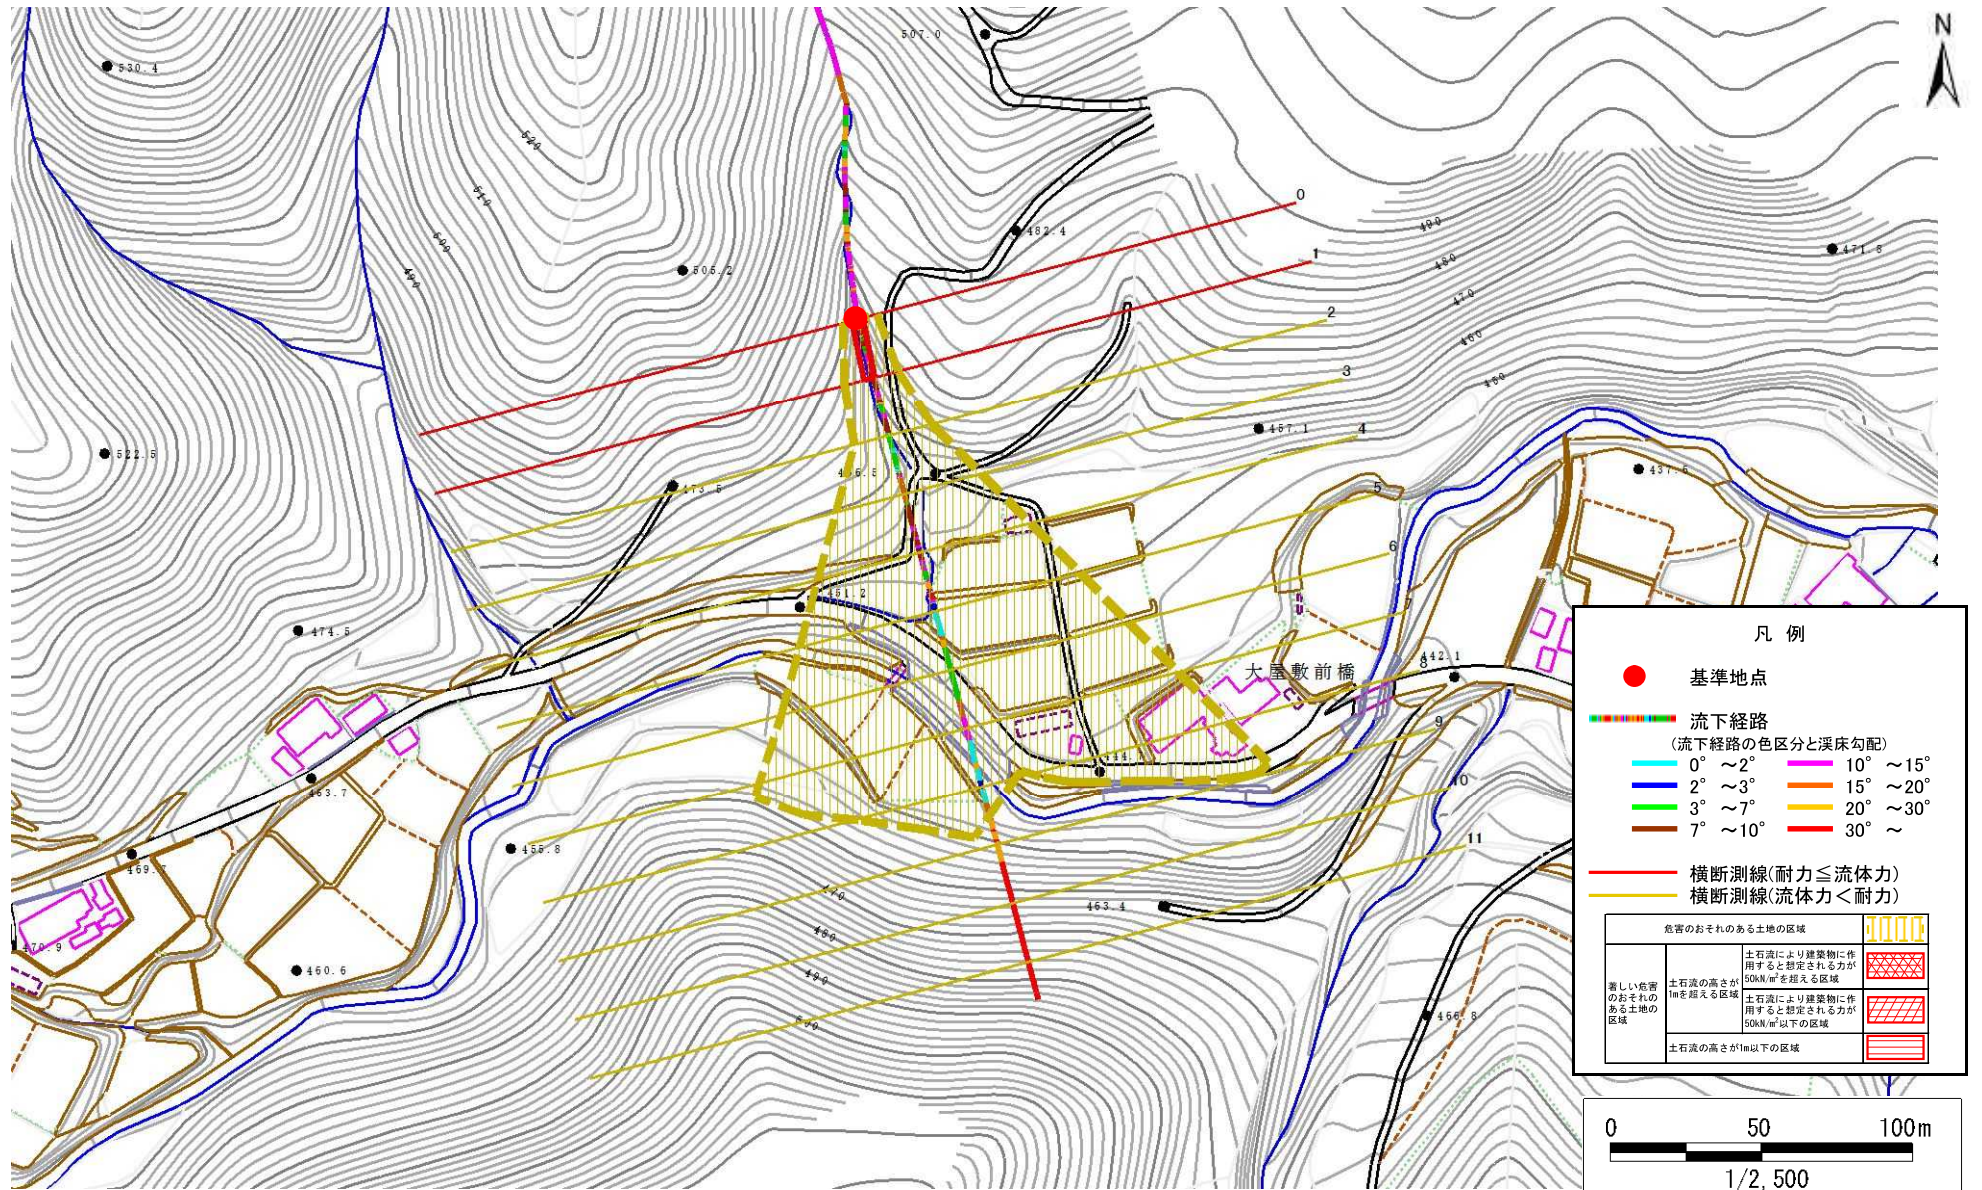 N
507.0
530.4
520
510
500
490
0
482.4
505.2
490
471.8
1
480
470
2
460
3
450
457.1
4
522.5
473.5
437.6
5
6
451.2
474.5
大屋敷前橋
442.1
8
9
463.7
10
455.8
11
469.7
470
463.4
480
470.9
460.6
490
500
466.8
凡 例
基準地点
流下経路
(流下経路の色区分と渓床勾配)
0° ～2° 10° ～15°
2° ～3° 15° ～20°
3° ～7° 20° ～30°
7° ～10° 30° ～
横断測線(耐力≦流体力)
横断測線(流体力＜耐力)
危害のおそれのある土地の区域
著しい危害
のおそれの
ある土地の
区域
土石流の高さが
1mを超える区域
土石流により建築物に作
用すると想定される力が
50kN/m²を超える区域
土石流により建築物に作
用すると想定される力が
50kN/m²以下の区域
土石流の高さが1m以下の区域
0 50 100m
1/2,500